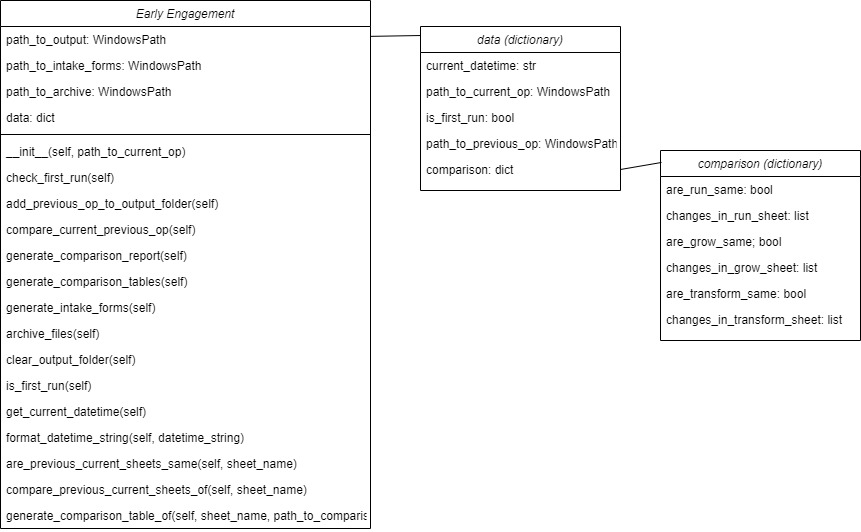 Early Engagement
path_to_output: WindowsPath
path_to_intake_forms: WindowsPath
path_to_archive: WindowsPath
data: dict
__init__(self, path_to_current_op)
check_first_run(self)
add_previous_op_to_output_folder(self)
compare_current_previous_op(self)
generate_comparison_report(self)
generate_comparison_tables(self)
generate_intake_forms(self)
archive_files(self)
clear_output_folder(self)
is_first_run(self)
get_current_datetime(self)
format_datetime_string(self, datetime_string)
are_previous_current_sheets_same(self, sheet_name)
compare_previous_current_sheets_of(self, sheet_name)
generate_comparison_table_of(self, sheet_name, path_to_comparis
data (dictionary)
current_datetime: str
path_to_current_op: WindowsPath
is_first_run: bool
path_to_previous_op: WindowsPath
comparison: dict
comparison (dictionary)
are_run_same: bool
changes_in_run_sheet: list
are_grow_same; bool
changes_in_grow_sheet: list
are_transform_same: bool
changes_in_transform_sheet: list